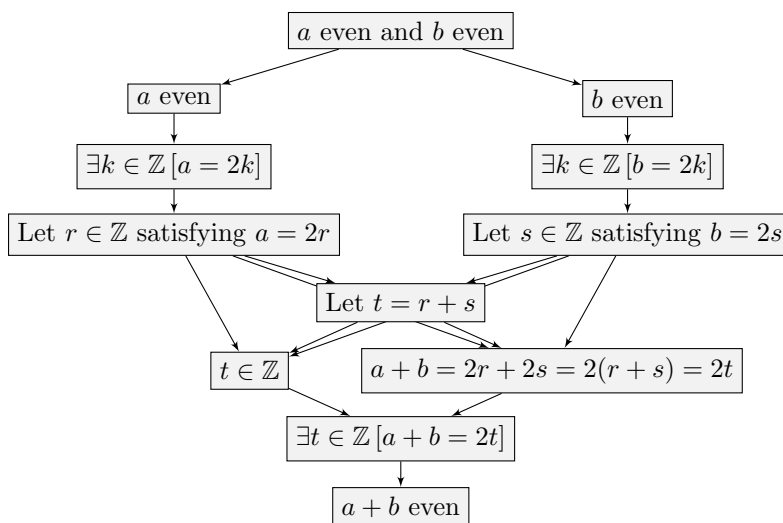 a even and b even
a even
b even
∃k ∈ ℤ [a = 2k]
∃k ∈ ℤ [b = 2k]
Let r ∈ ℤ satisfying a = 2r
Let s ∈ ℤ satisfying b = 2s
Let t = r + s
t ∈ ℤ
a + b = 2r + 2s = 2(r + s) = 2t
∃t ∈ ℤ [a + b = 2t]
a + b even